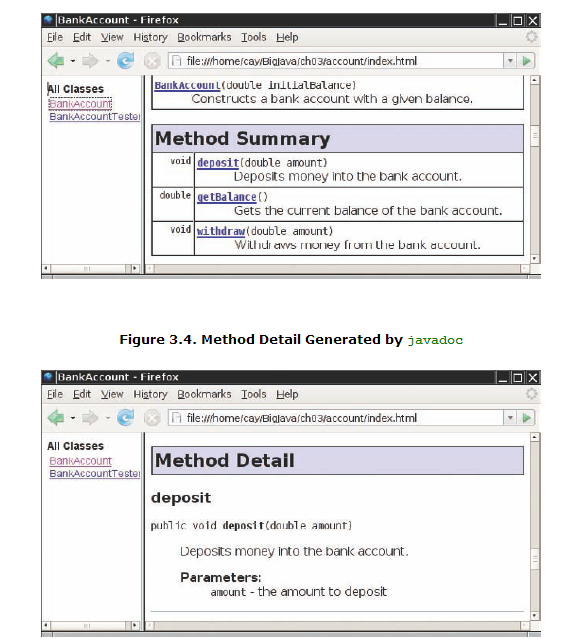 BankAccount - Firefox
File Edit View History Bookmarks Tools Help
file:///home/cay/BigJava/ch03/account/index.html
All Classes
BankAccount
BankAccountTester
BankAccount(double initialBalance)
Constructs a bank account with a given balance.
Method Summary
void deposit(double amount)
Deposits money into the bank account.
double getBalance()
Gets the current balance of the bank account.
void withdraw(double amount)
Withdraws money from the bank account.
Figure 3.4. Method Detail Generated by javadoc
BankAccount - Firefox
File Edit View History Bookmarks Tools Help
file:///home/cay/BigJava/ch03/account/index.html
All Classes
BankAccount
BankAccountTester
Method Detail
deposit
public void deposit(double amount)
Deposits money into the bank account.
Parameters:
amount - the amount to deposit